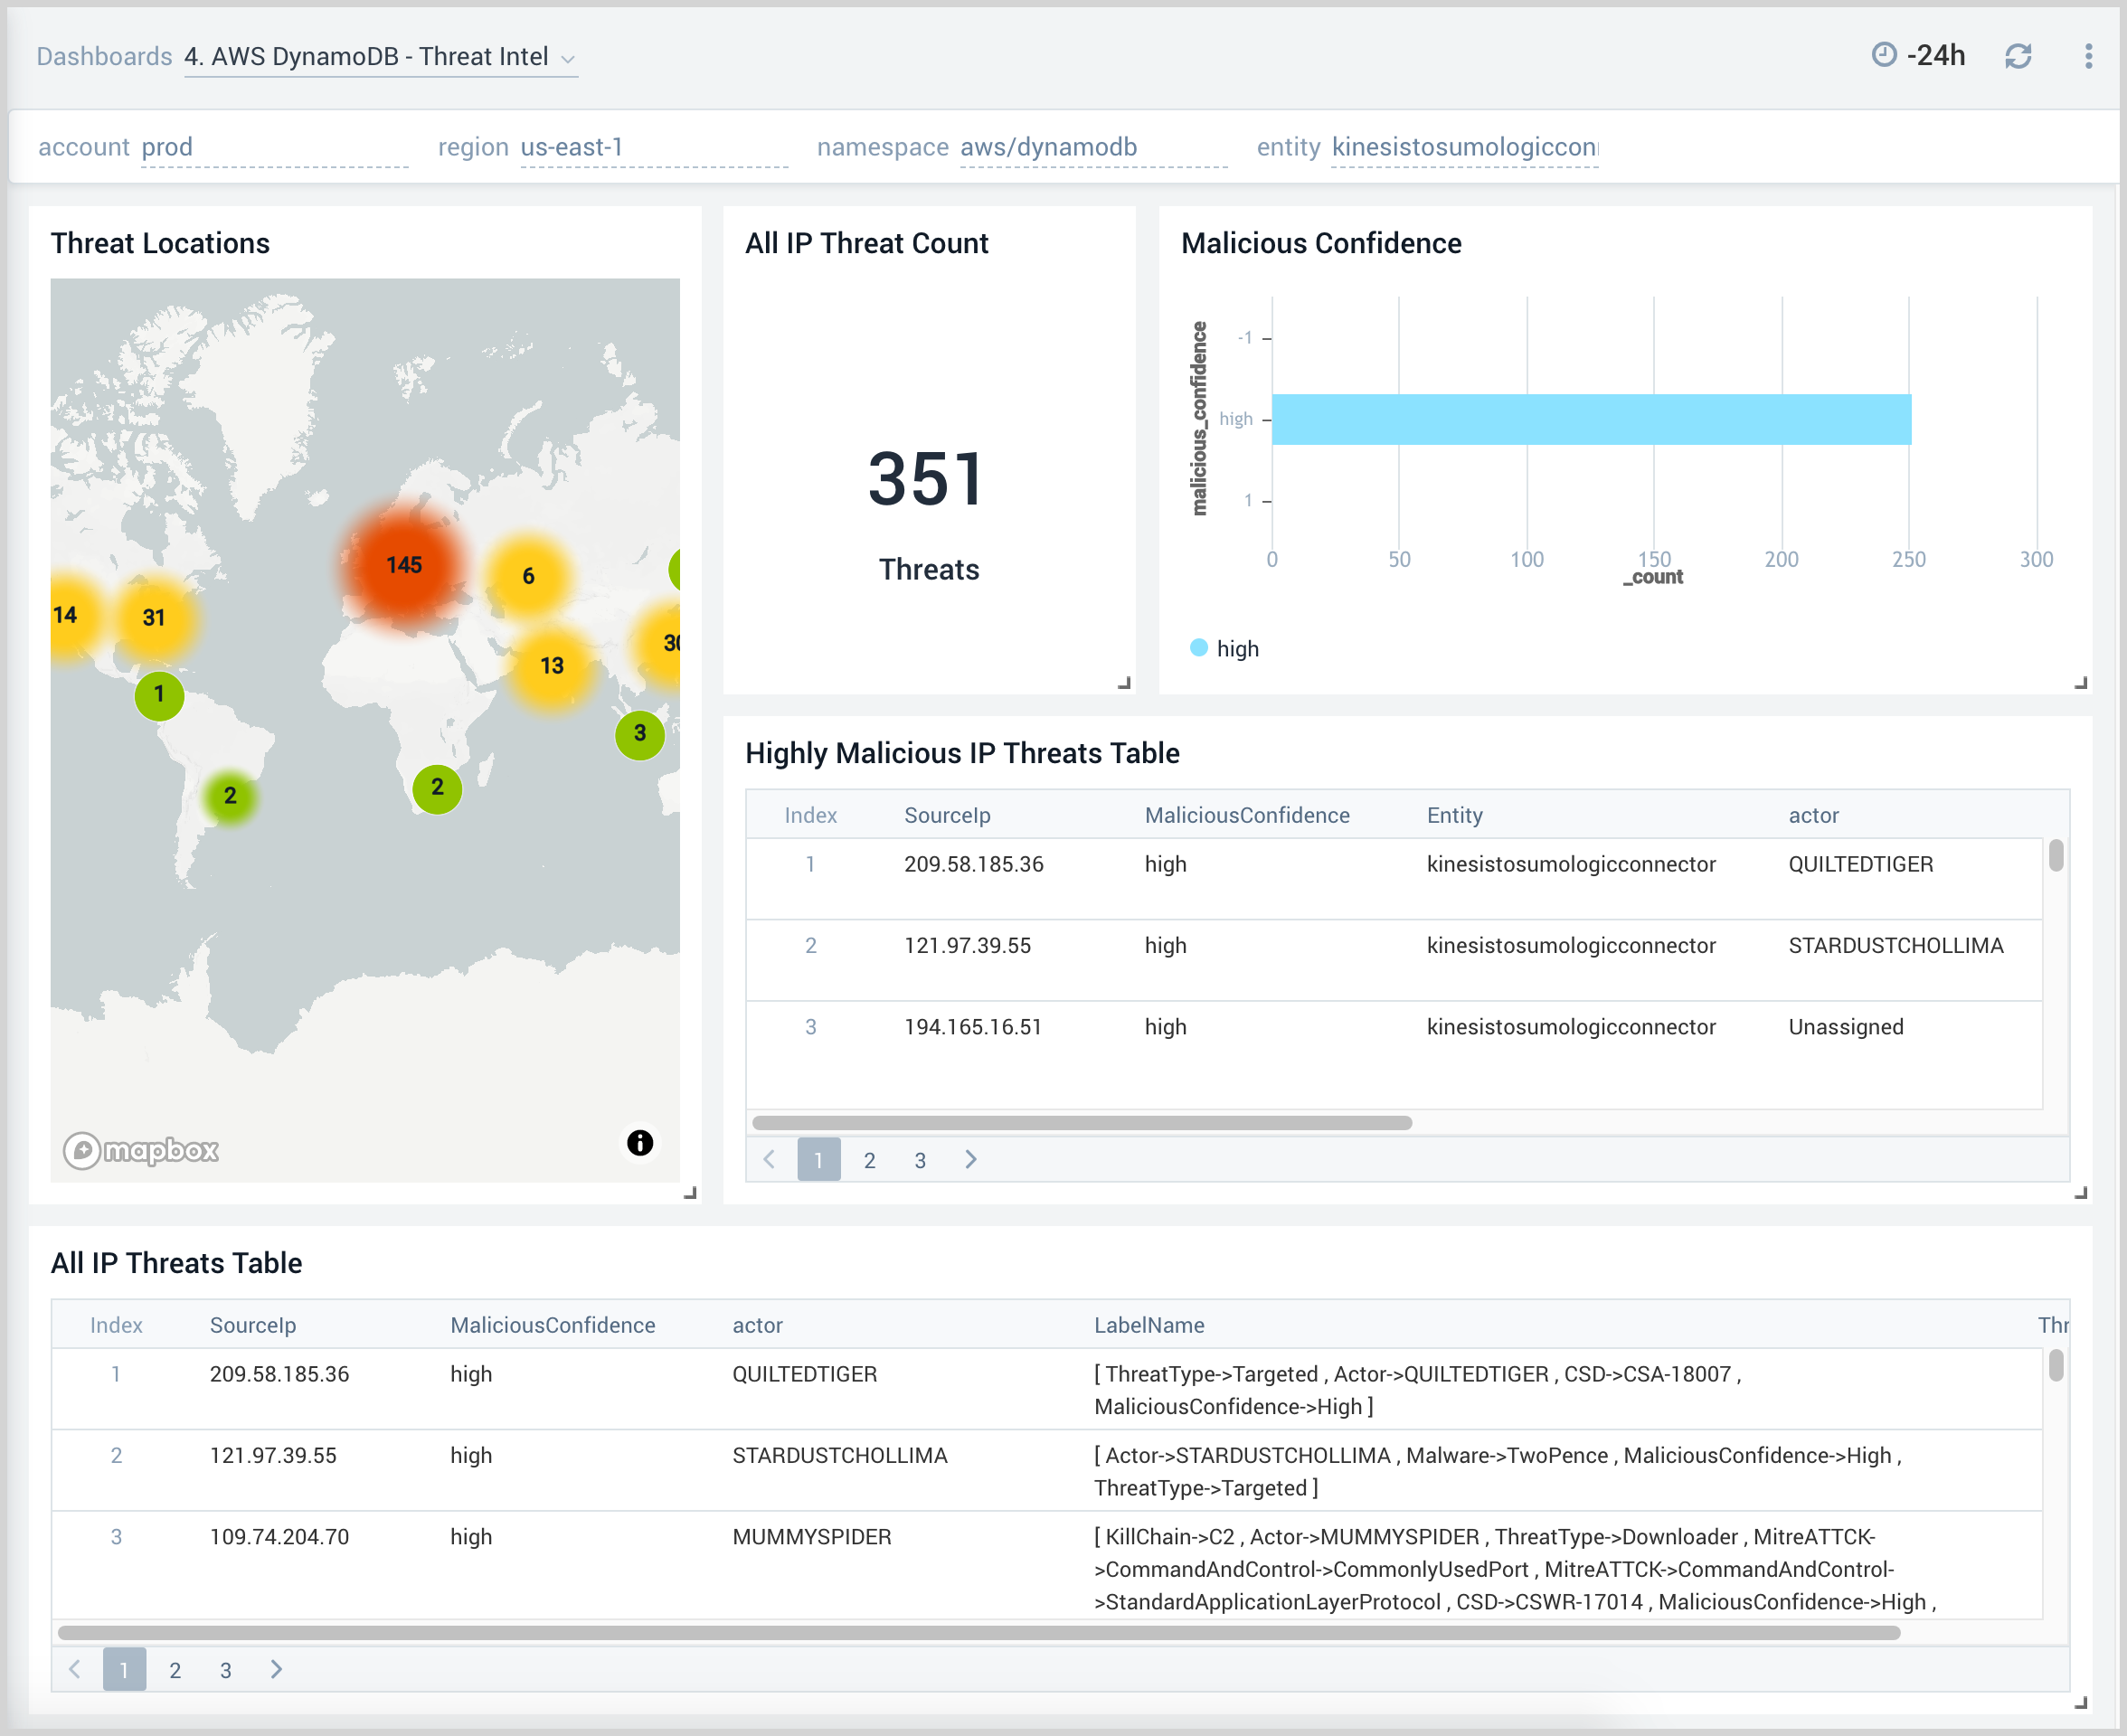 Dashboards 4. AWS DynamoDB - Threat Intel
-24h
account prod
region us-east-1
namespace aws/dynamodb
entity kinesistosumologiccon
Threat Locations
145
6
14
31
13
30
1
3
2
2
mapbox
All IP Threat Count
351
Threats
Malicious Confidence
malicious_confidence
-1
high
1
0 50 100 150 200 250 300
_count
high
Highly Malicious IP Threats Table
Index SourceIp MaliciousConfidence Entity actor
1 209.58.185.36 high kinesistosumologicconnector QUILTEDTIGER
2 121.97.39.55 high kinesistosumologicconnector STARDUSTCHOLLIMA
3 194.165.16.51 high kinesistosumologicconnector Unassigned
1 2 3
All IP Threats Table
Index SourceIp MaliciousConfidence actor LabelName Thr
1 209.58.185.36 high QUILTEDTIGER [ ThreatType->Targeted , Actor->QUILTEDTIGER , CSD->CSA-18007 ,
MaliciousConfidence->High ]
2 121.97.39.55 high STARDUSTCHOLLIMA [ Actor->STARDUSTCHOLLIMA , Malware->TwoPence , MaliciousConfidence->High ,
ThreatType->Targeted ]
3 109.74.204.70 high MUMMYSPIDER [ KillChain->C2 , Actor->MUMMYSPIDER , ThreatType->Downloader , MitreATTCK-
>CommandAndControl->CommonlyUsedPort , MitreATTCK->CommandAndControl-
>StandardApplicationLayerProtocol , CSD->CSWR-17014 , MaliciousConfidence->High ,
1 2 3